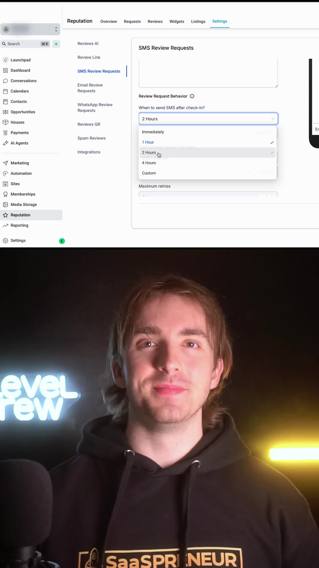 Reputation
Overview
Requests
Reviews
Widgets
Listings
Settings
Search
⌘K
Launchpad
Dashboard
Conversations
Calendars
Contacts
Opportunities
Houses
Payments
AI Agents
Marketing
Automation
Sites
Memberships
Media Storage
Reputation
Reporting
Settings
Reviews AI
Review Link
SMS Review Requests
Email Review
Requests
WhatsApp Review
Requests
Reviews QR
Spam Reviews
Integrations
SMS Review Requests
Review Request Behavior
When to send SMS after check-in?
2 Hours
Immediately
1 Hour
2 Hours
4 Hours
Custom
Maximum retries
LEVEL
rew
SaaSPRENEUR